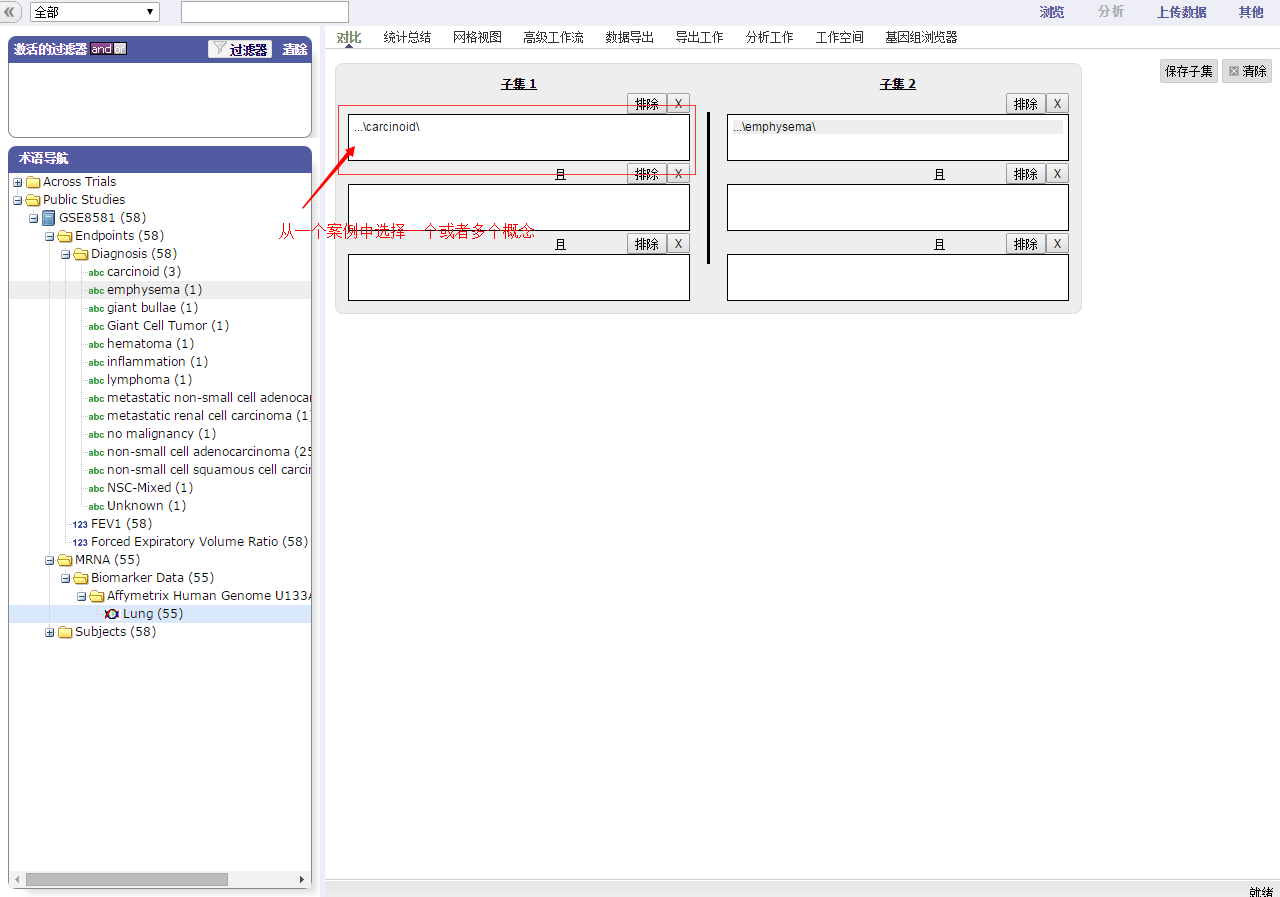 全部
浏览 分析 上传数据 其他
激活的过滤器 and or 过滤器 清除
术语导航
Across Trials
Public Studies
GSE8581 (58)
Endpoints (58)
Diagnosis (58)
abc carcinoid (3)
abc emphysema (1)
abc giant bullae (1)
abc Giant Cell Tumor (1)
abc hematoma (1)
abc inflammation (1)
abc lymphoma (1)
abc metastatic non-small cell adenocar
abc metastatic renal cell carcinoma (1)
abc no malignancy (1)
abc non-small cell adenocarcinoma (25
abc non-small cell squamous cell carcin
abc NSC-Mixed (1)
abc Unknown (1)
123 FEV1 (58)
123 Forced Expiratory Volume Ratio (58)
MRNA (55)
Biomarker Data (55)
Affymetrix Human Genome U133A
Lung (55)
Subjects (58)
对比 统计总结 网格视图 高级工作流 数据导出 导出工作 分析工作 工作空间 基因组浏览器
保存子集 清除
子集 1
排除 X
...\carcinoid\
且 排除 X
从一个案例中选择一个或者多个概念
且 排除 X
子集 2
排除 X
...\emphysema\
且 排除 X
且 排除 X
就绪